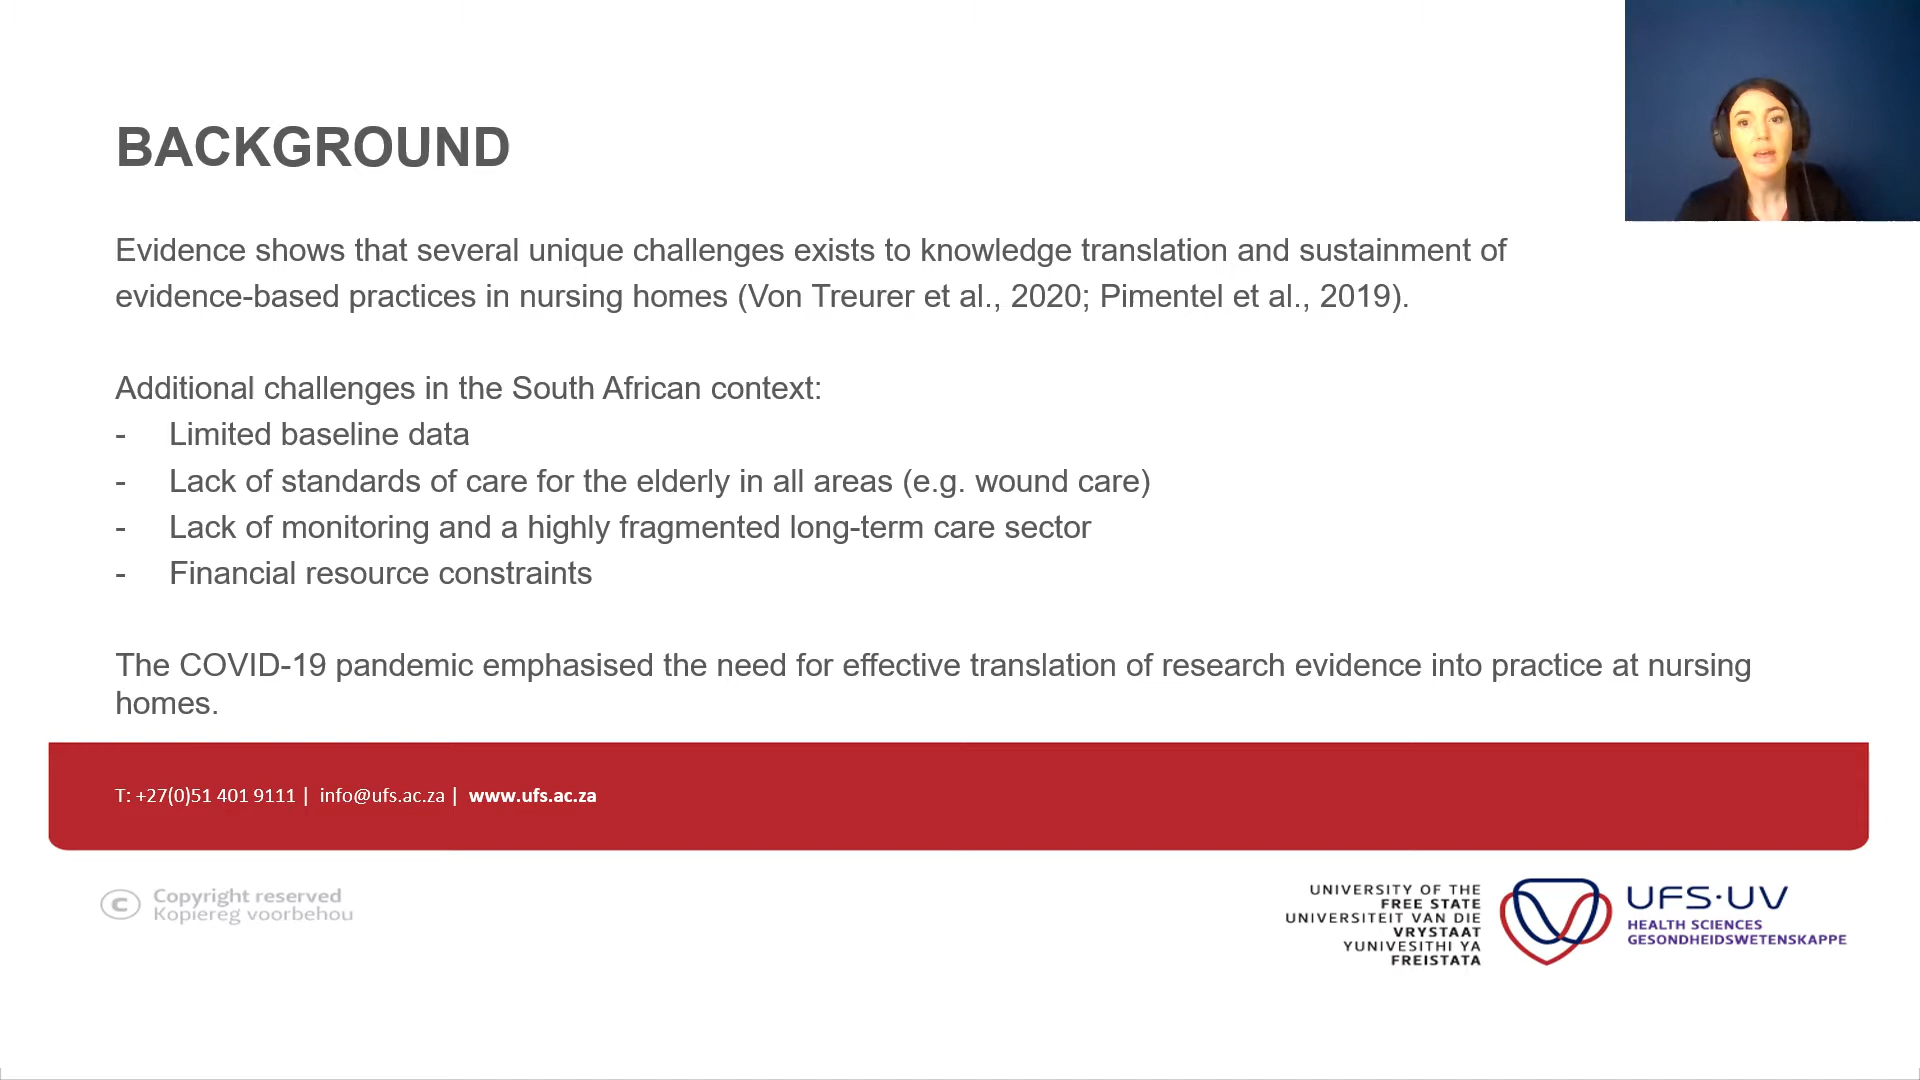 BACKGROUND
Evidence shows that several unique challenges exists to knowledge translation and sustainment of
evidence-based practices in nursing homes (Von Treurer et al., 2020; Pimentel et al., 2019).
Additional challenges in the South African context:
- Limited baseline data
- Lack of standards of care for the elderly in all areas (e.g. wound care)
- Lack of monitoring and a highly fragmented long-term care sector
- Financial resource constraints
The COVID-19 pandemic emphasised the need for effective translation of research evidence into practice at nursing
homes.
T: +27(0)51 401 9111 | info@ufs.ac.za | www.ufs.ac.za
© Copyright reserved
Kopiereg voorbehou
UNIVERSITY OF THE
FREE STATE
UNIVERSITEIT VAN DIE
VRYSTAAT
YUNIVESITHI YA
FREISTATA
UFS·UV
HEALTH SCIENCES
GESONDHEIDSWETENSKAPPE